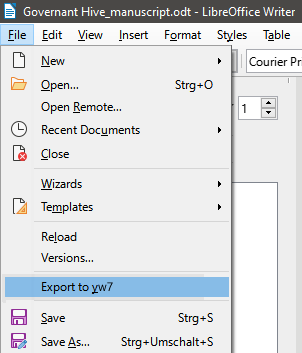 Governant Hive_manuscript.odt - LibreOffice Writer
File Edit View Insert Format Styles Table
New
Open... Strg+O
Courier Pr
Open Remote...
1
Recent Documents
Close
Wizards
Templates
Reload
Versions...
Export to yw7
Save Strg+S
Save As... Strg+Umschalt+S